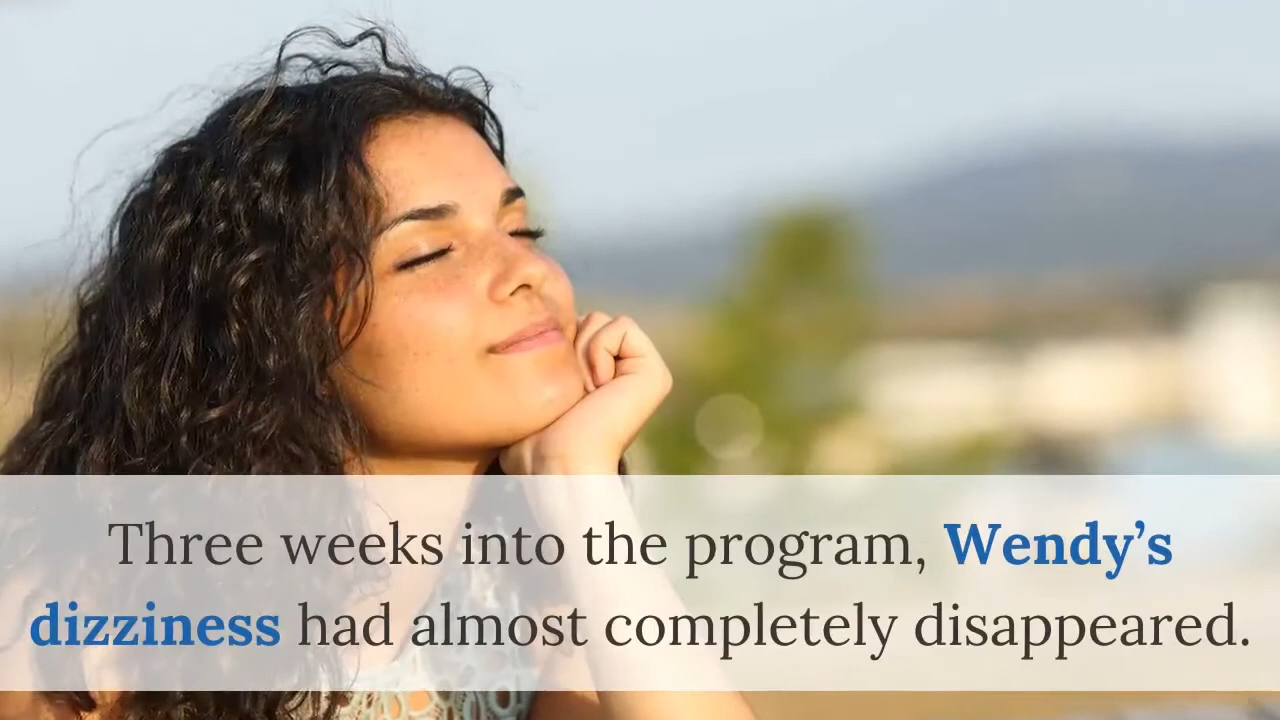 Three weeks into the program, Wendy’s
dizziness had almost completely disappeared.